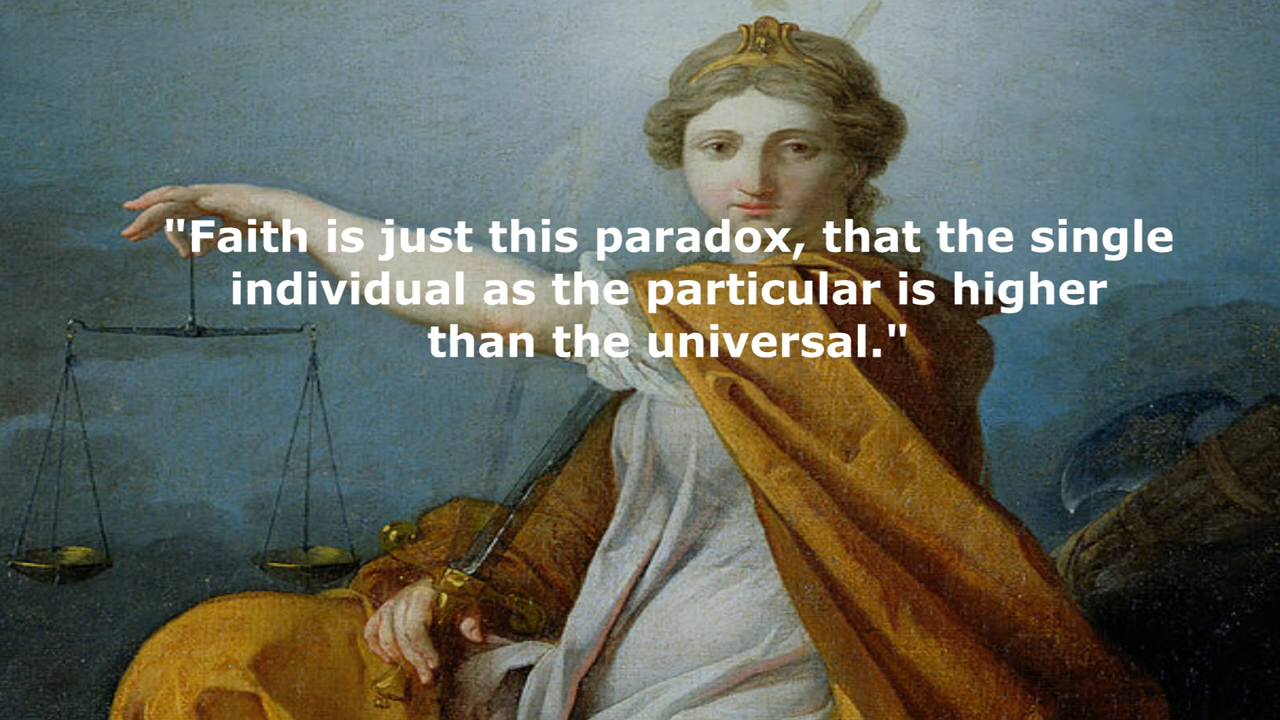 "Faith is just this paradox, that the single
individual as the particular is higher
than the universal."